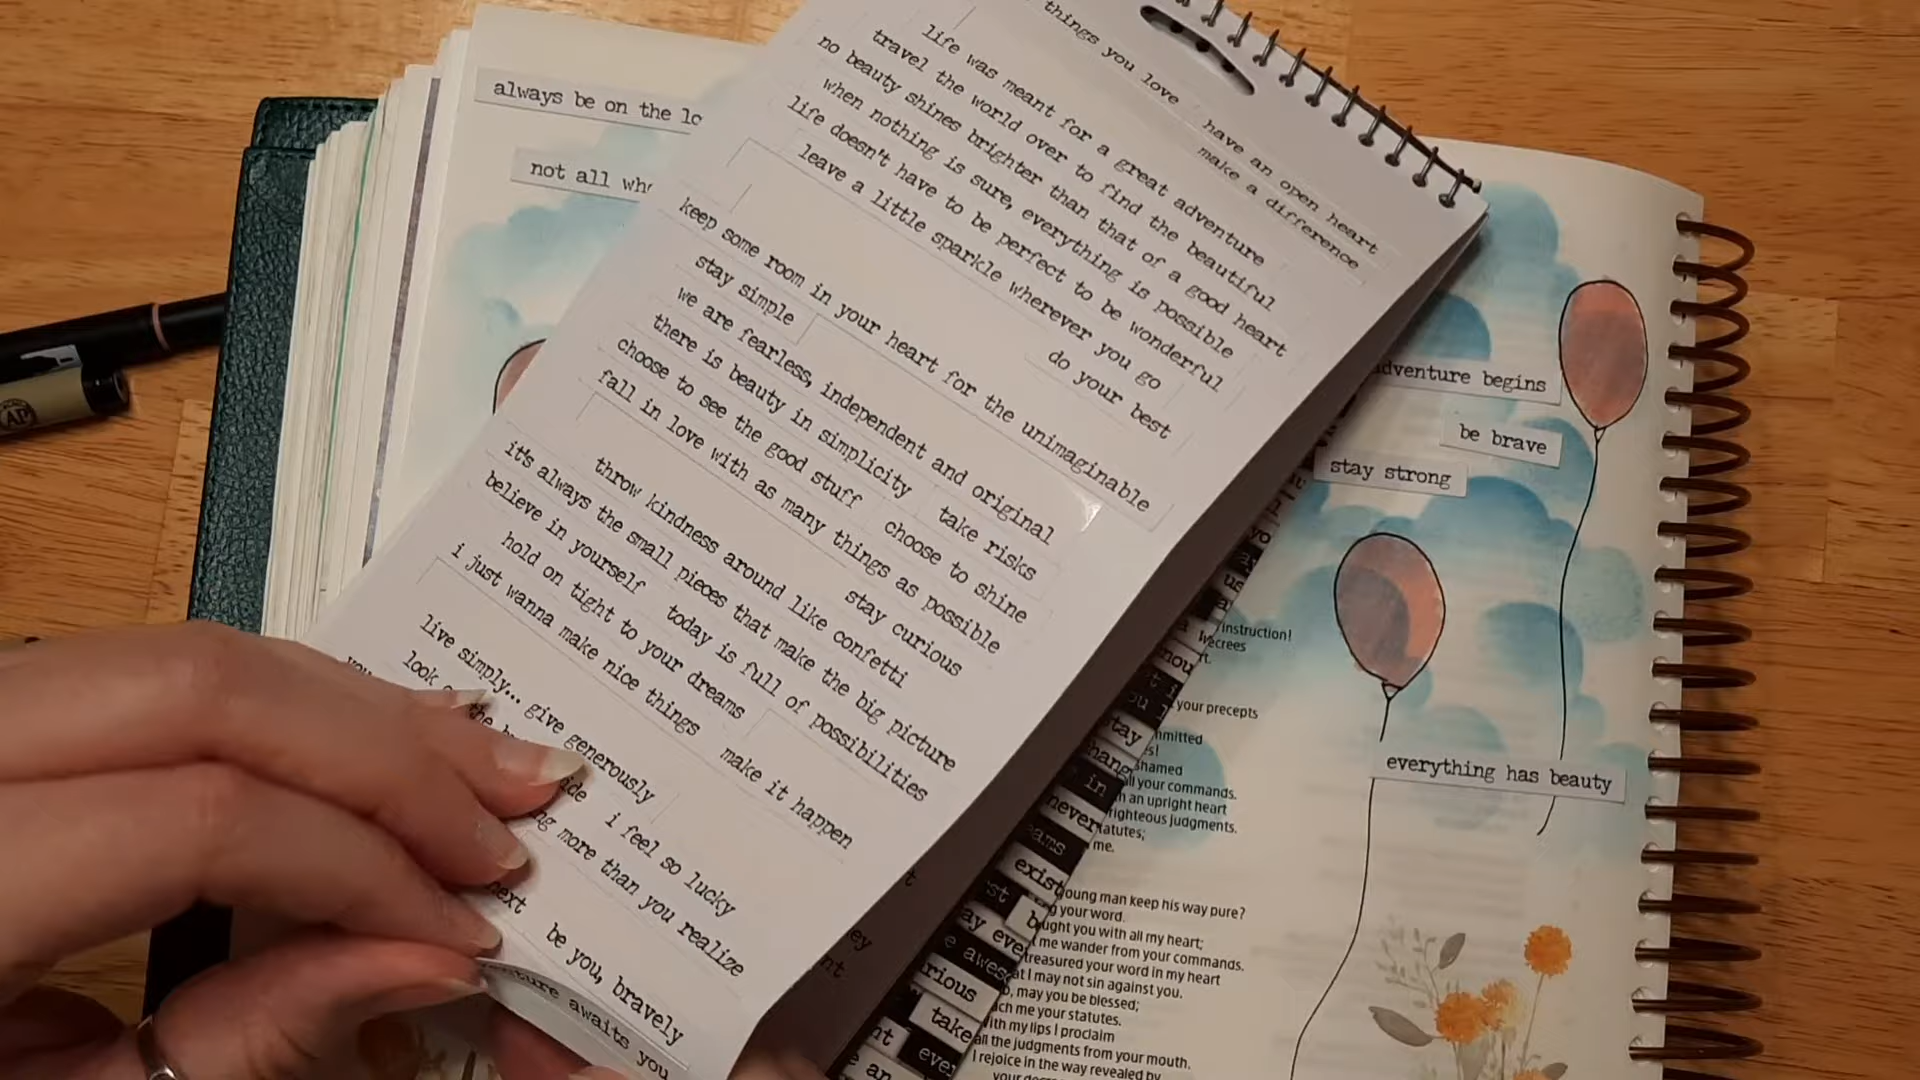 always be on the
not all
things you love
have an open heart
make a difference
life was meant for a great adventure
travel the world over to find the beautiful
no beauty shines brighter than that of a good heart
when nothing is sure, everything is possible
life doesn't have to be perfect to be wonderful
leave a little sparkle wherever you go
do your best
keep some room in your heart for the unimaginable
stay simple
we are fearless, independent and original
there is beauty in simplicity
take risks
choose to see the good stuff
choose to shine
fall in love with as many things as possible
stay curious
throw kindness around like confetti
it's always the small pieces that make the big picture
believe in yourself
today is full of possibilities
hold on tight to your dreams
i just wanna make nice things
make it happen
live simply... give generously
look
i feel so lucky
more than you realize
next
be you, bravely
awaits you
adventure begins
be brave
stay strong
everything has beauty
instruction!
your precepts
all your commands.
an upright heart
righteous judgments.
me.
exist
take
young man keep his way pure?
your word.
with all my heart;
me wander from your commands.
treasured your word in my heart
I may not sin against you.
may you be blessed;
me your statutes.
With my lips I proclaim
all the judgments from your mouth.
I rejoice in the way revealed by